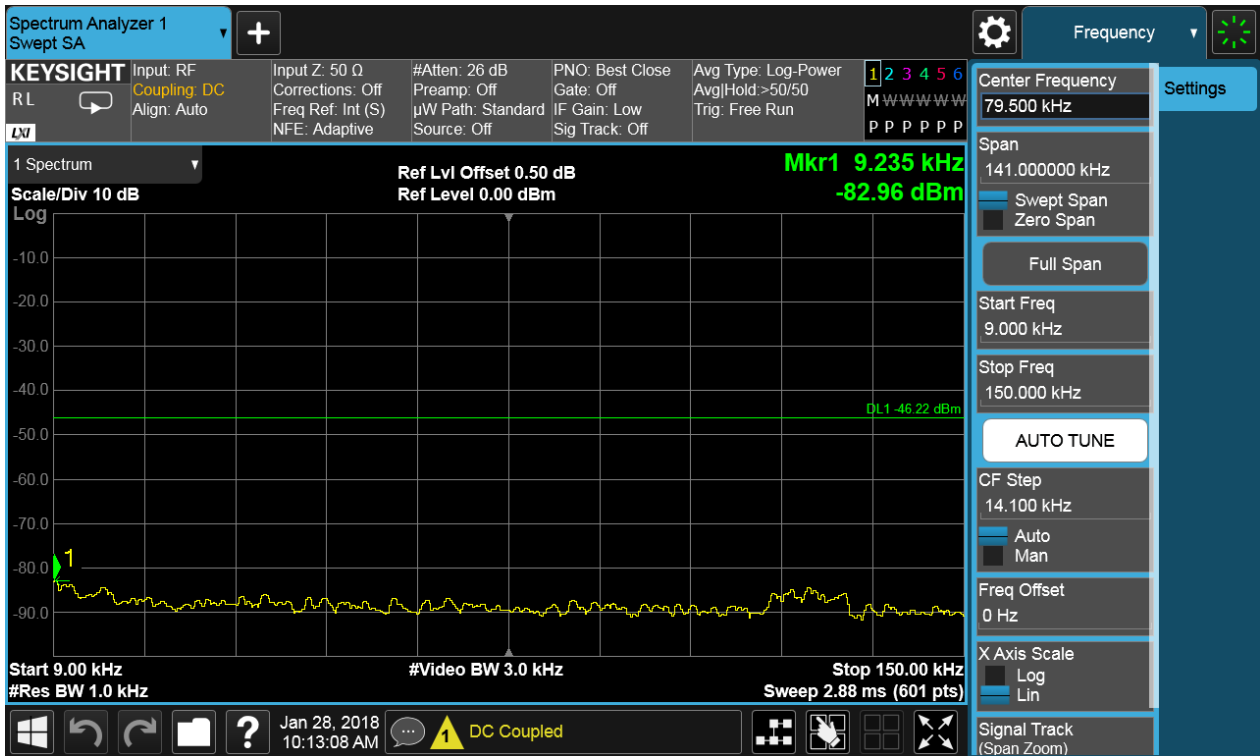 Spectrum Analyzer 1
Swept SA
+
Frequency
KEYSIGHT
R L
LXI
Input: RF
Coupling: DC
Align: Auto
Input Z: 50 Ω
Corrections: Off
Freq Ref: Int (S)
NFE: Adaptive
#Atten: 26 dB
Preamp: Off
µW Path: Standard
Source: Off
PNO: Best Close
Gate: Off
IF Gain: Low
Sig Track: Off
Avg Type: Log-Power
Avg|Hold:>50/50
Trig: Free Run
1 2 3 4 5 6
M W W W W W
P P P P P P
1 Spectrum
Scale/Div 10 dB
Log
Ref Lvl Offset 0.50 dB
Ref Level 0.00 dBm
Mkr1 9.235 kHz
-82.96 dBm
-10.0
-20.0
-30.0
-40.0
DL1 -46.22 dBm
-50.0
-60.0
-70.0
1
-80.0
-90.0
Start 9.00 kHz
#Video BW 3.0 kHz
Stop 150.00 kHz
#Res BW 1.0 kHz
Sweep 2.88 ms (601 pts)
Center Frequency
79.500 kHz
Span
141.000000 kHz
Swept Span
Zero Span
Full Span
Start Freq
9.000 kHz
Stop Freq
150.000 kHz
AUTO TUNE
CF Step
14.100 kHz
Auto
Man
Freq Offset
0 Hz
X Axis Scale
Log
Lin
Signal Track
(Span Zoom)
Settings
?
Jan 28, 2018
10:13:08 AM
1
DC Coupled